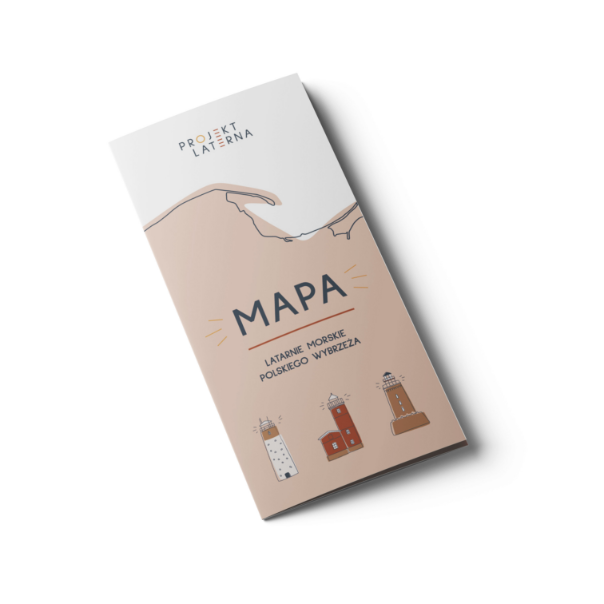 PROJEKT
LATERNA
MAPA
LATARNIE MORSKIE
POLSKIEGO WYBRZEŻA